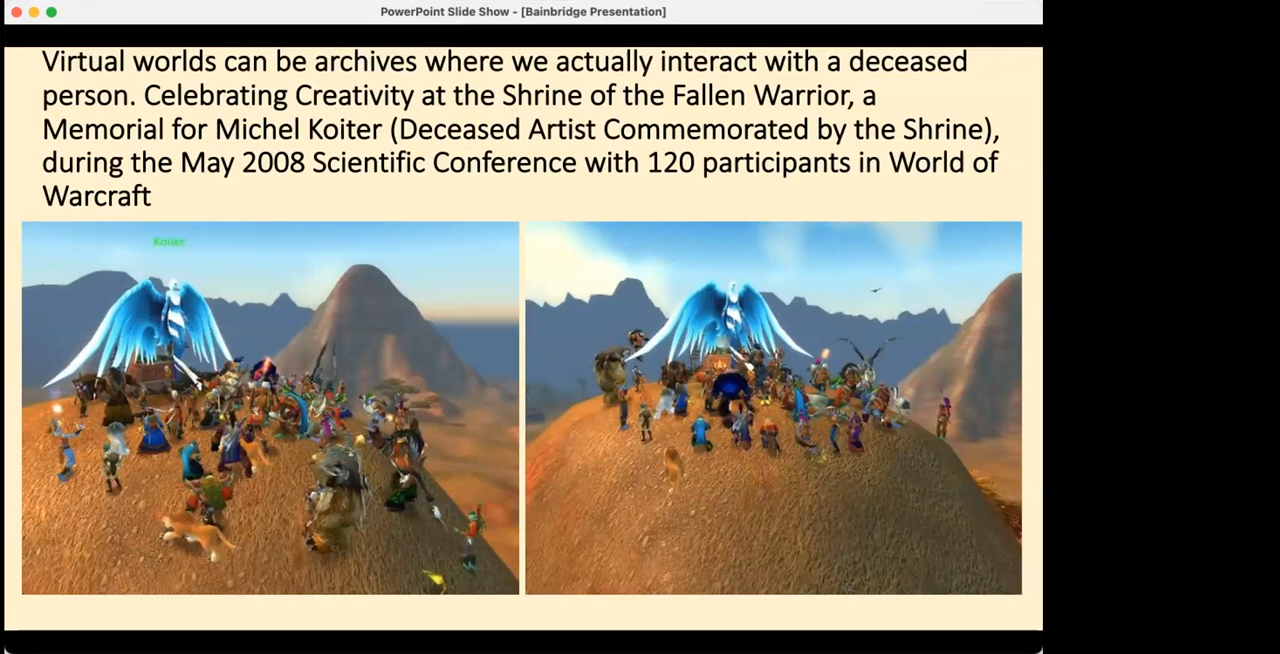 PowerPoint Slide Show - [Bainbridge Presentation]
Virtual worlds can be archives where we actually interact with a deceased
person. Celebrating Creativity at the Shrine of the Fallen Warrior, a
Memorial for Michel Koiter (Deceased Artist Commemorated by the Shrine),
during the May 2008 Scientific Conference with 120 participants in World of
Warcraft
Koiter